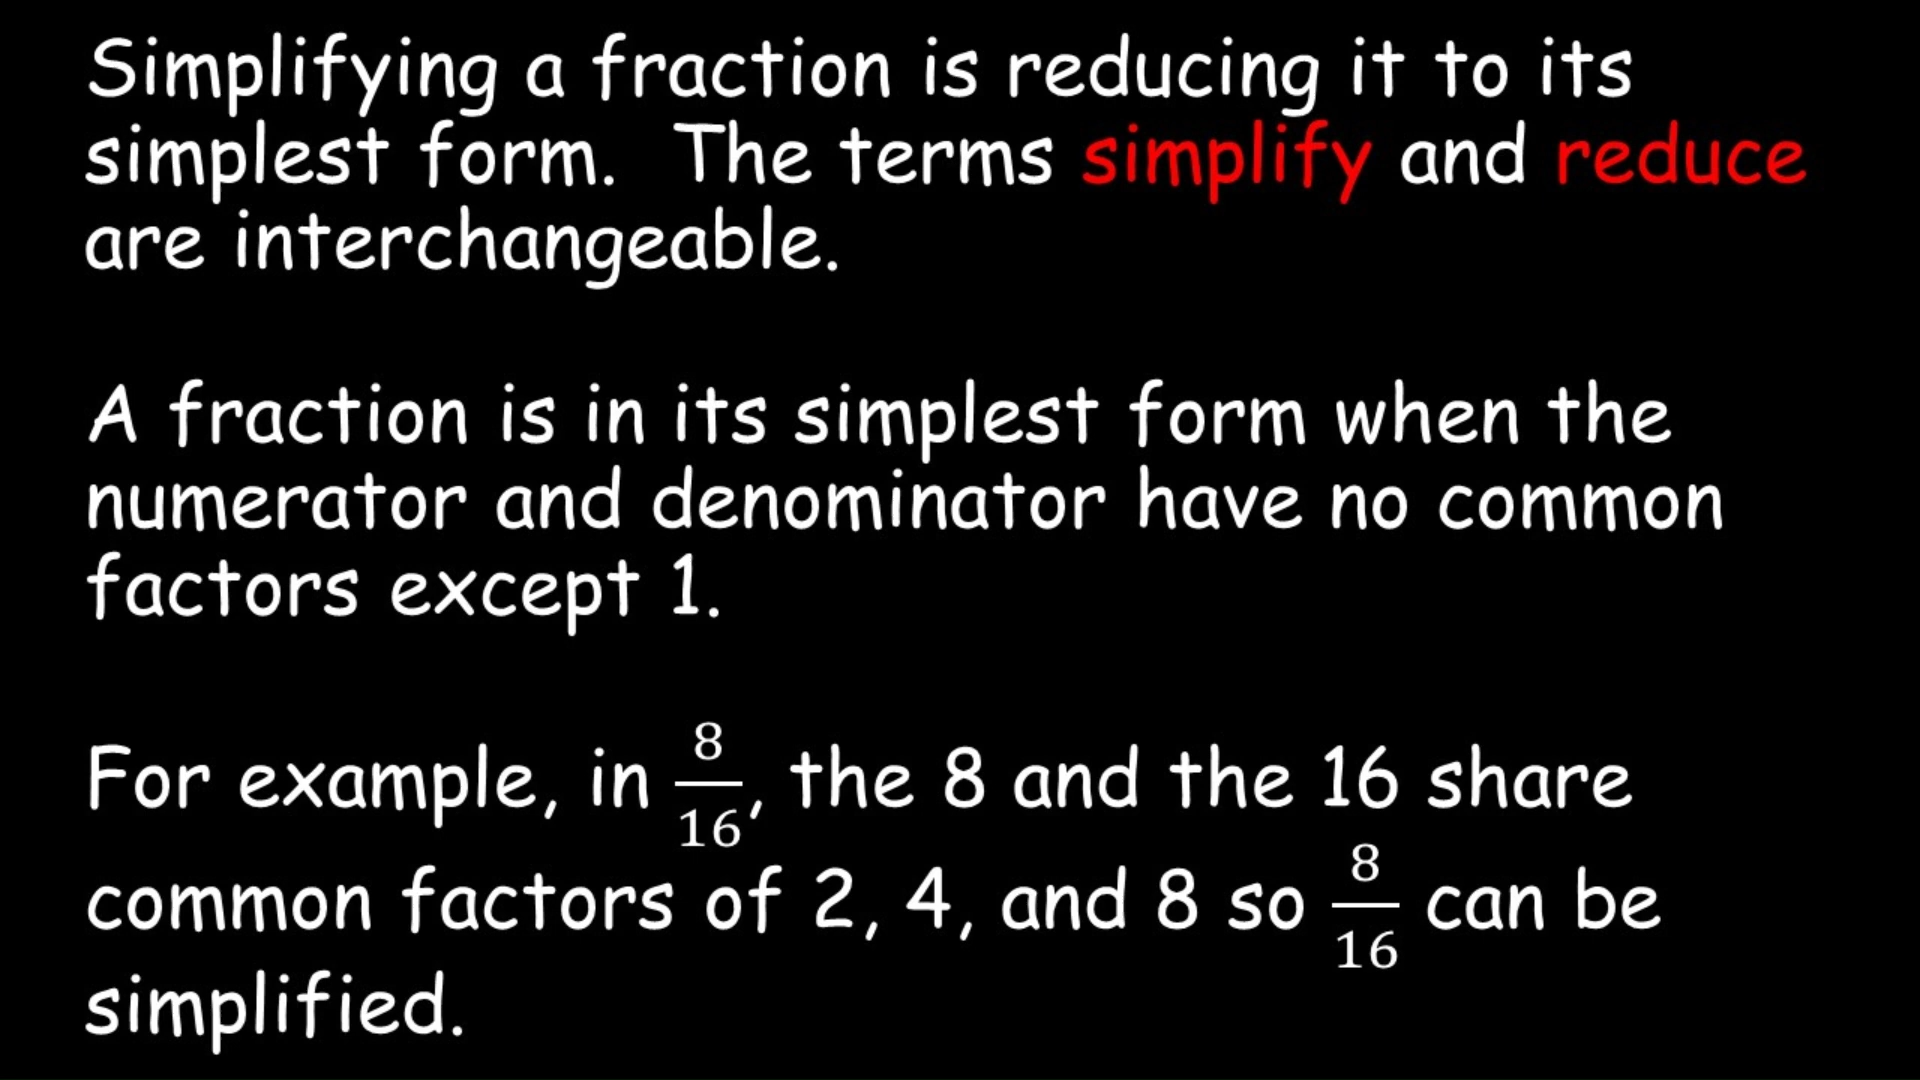 Simplifying a fraction is reducing it to its
simplest form.  The terms simplify and reduce
are interchangeable.
A fraction is in its simplest form when the
numerator and denominator have no common
factors except 1.
For example, in 8/16, the 8 and the 16 share
common factors of 2, 4, and 8 so 8/16 can be
simplified.